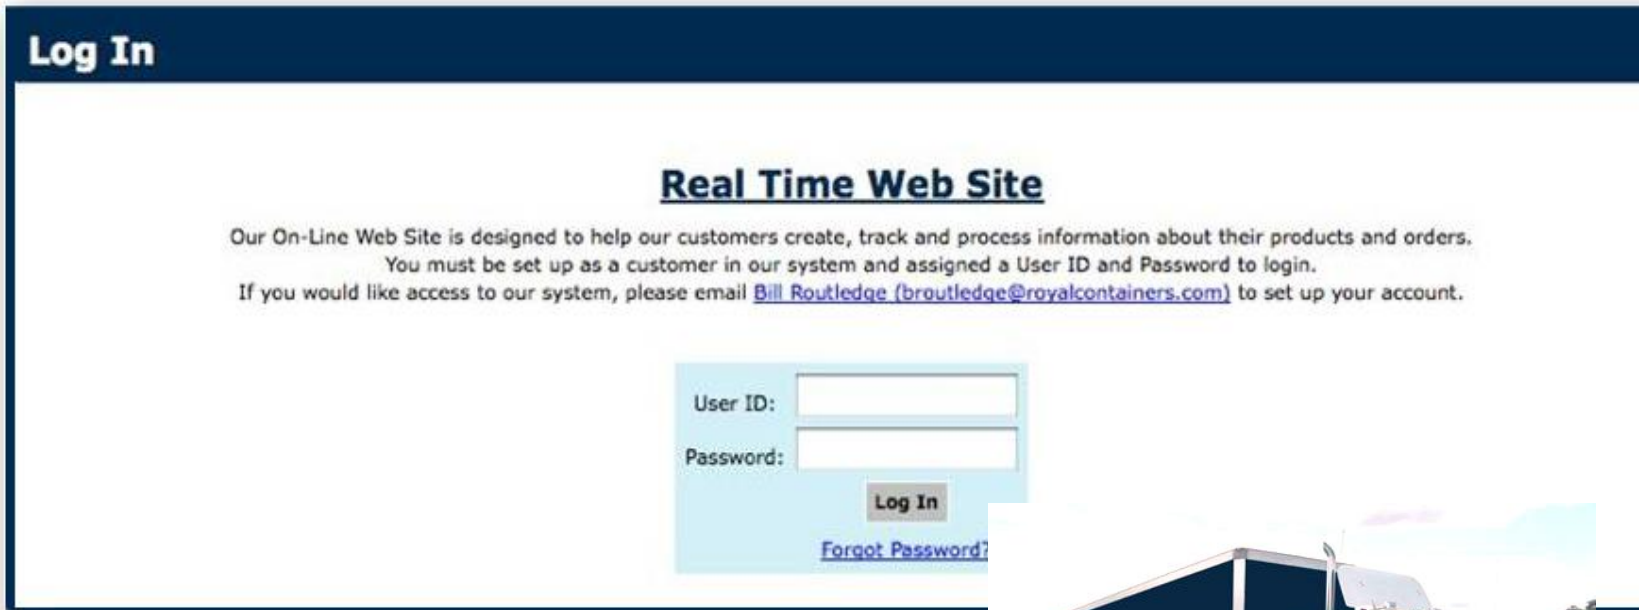 Log In
Real Time Web Site
Our On-Line Web Site is designed to help our customers create, track and process information about their products and orders.
You must be set up as a customer in our system and assigned a User ID and Password to login.
If you would like access to our system, please email Bill Routledge (broutledge@royalcontainers.com) to set up your account.
User ID:
Password:
Log In
Forgot Password?